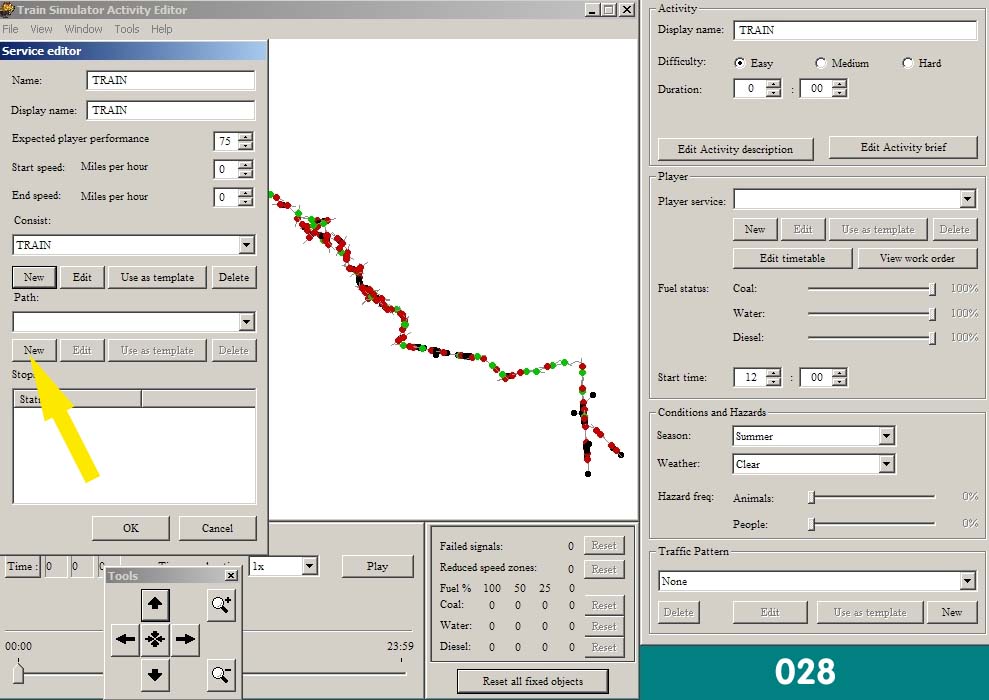 Train Simulator Activity Editor
File View Window Tools Help
Service editor
Name: TRAIN
Display name: TRAIN
Expected player performance 75
Start speed: Miles per hour 0
End speed: Miles per hour 0
Consist:
TRAIN
New Edit Use as template Delete
Path:
New Edit Use as template Delete
OK Cancel
Time : 0 0 1x Play
Tools
00:00 23:59
Failed signals: 0 Reset
Reduced speed zones: 0 Reset
Fuel % 100 50 25 0
Coal: 0 0 0 0 Reset
Water: 0 0 0 0 Reset
Diesel: 0 0 0 0 Reset
Reset all fixed objects
Activity
Display name: TRAIN
Difficulty: Easy Medium Hard
Duration: 0 : 00
Edit Activity description Edit Activity brief
Player
Player service:
New Edit Use as template Delete
Edit timetable View work order
Fuel status: Coal: 100%
Water: 100%
Diesel: 100%
Start time: 12 : 00
Conditions and Hazards
Season: Summer
Weather: Clear
Hazard freq: Animals: 0%
People: 0%
Traffic Pattern
None
Delete Edit Use as template New
028